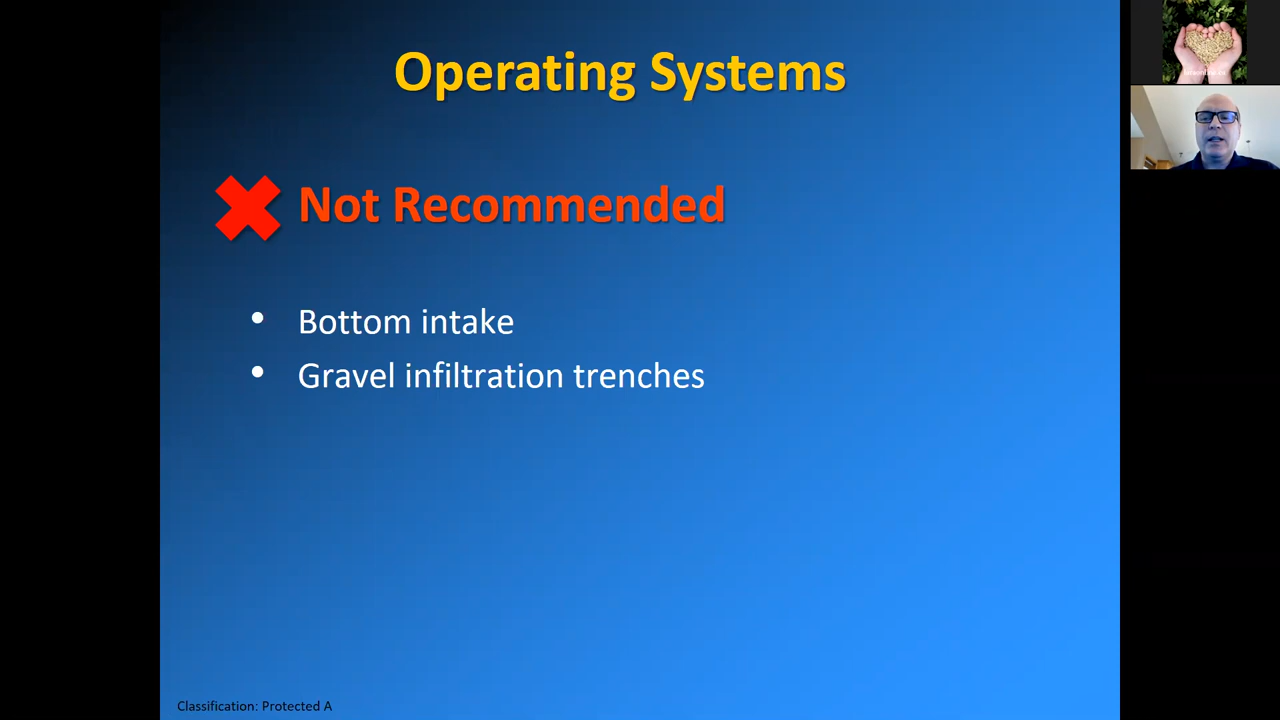 Operating Systems
Not Recommended
• Bottom intake
• Gravel infiltration trenches
Classification: Protected A